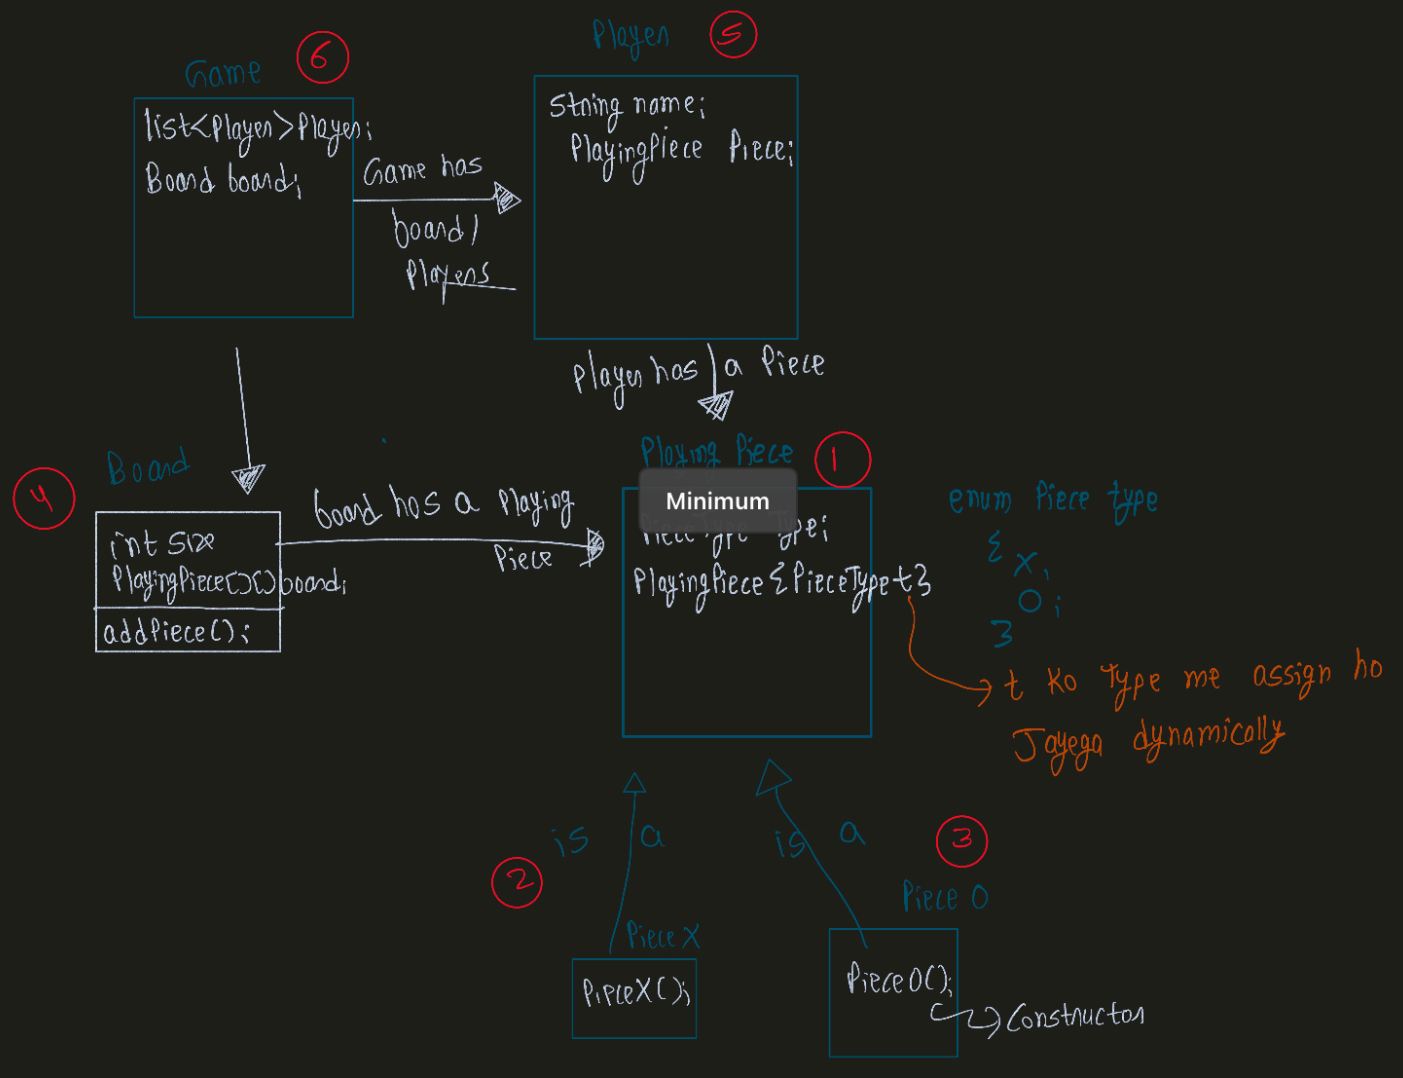 Game
6
list<Player>Player;
Board board;
Game has
board /
Players
Player
5
String name;
PlayingPiece Piece;
Player has a Piece
Board
4
int size
PlayingPiece[][] board;
addPiece();
board has a Playing
Piece
Playing Piece
1
Minimum
PieceType Type;
PlayingPiece{PieceType t}
enum Piece type
{
X,
O;
}
t ko Type me assign ho
Jayega dynamically
is a
2
Piece X
PieceX();
is a
3
Piece O
PieceO();
Constructor